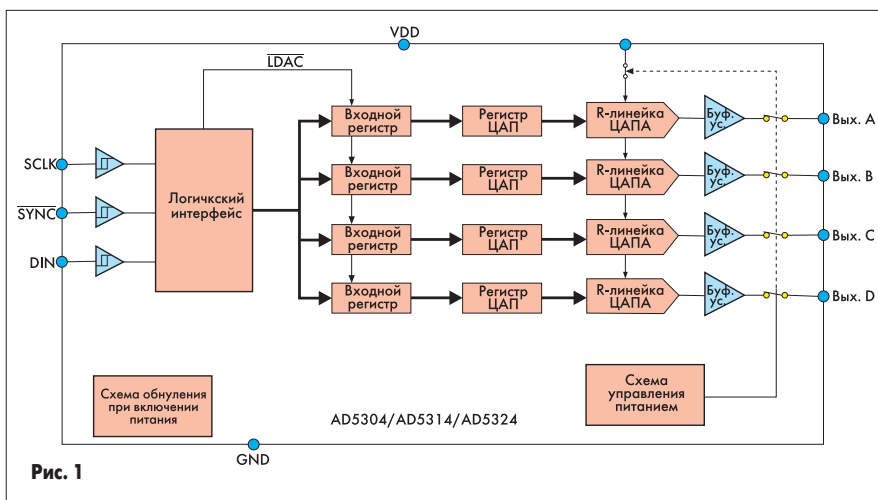 VDD
LDAC
SCLK
SYNC
DIN
Логичкский
интерфейс
Входной
регистр
Регистр
ЦАП
R-линейка
ЦАПА
Буф.
ус.
Вых. A
Входной
регистр
Регистр
ЦАП
R-линейка
ЦАПА
Буф.
ус.
Вых. B
Входной
регистр
Регистр
ЦАП
R-линейка
ЦАПА
Буф.
ус.
Вых. C
Входной
регистр
Регистр
ЦАП
R-линейка
ЦАПА
Буф.
ус.
Вых. D
Схема обнуления
при включении
питания
AD5304/AD5314/AD5324
Схема
управления
питанием
GND
Рис. 1